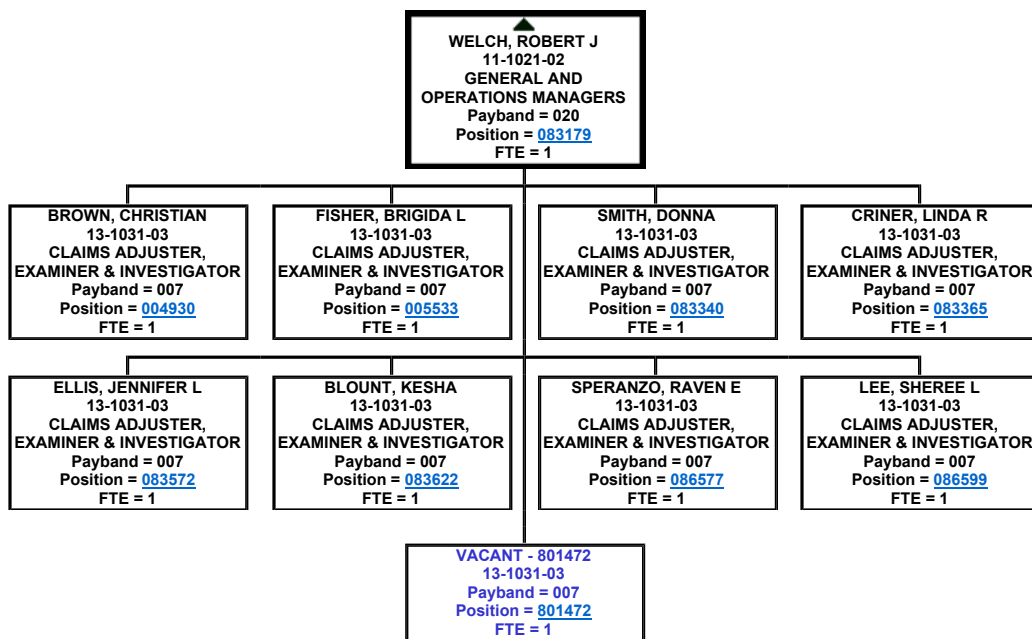 WELCH, ROBERT J
11-1021-02
GENERAL AND
OPERATIONS MANAGERS
Payband = 020
Position = 083179
FTE = 1
BROWN, CHRISTIAN
13-1031-03
CLAIMS ADJUSTER,
EXAMINER & INVESTIGATOR
Payband = 007
Position = 004930
FTE = 1
FISHER, BRIGIDA L
13-1031-03
CLAIMS ADJUSTER,
EXAMINER & INVESTIGATOR
Payband = 007
Position = 005533
FTE = 1
SMITH, DONNA
13-1031-03
CLAIMS ADJUSTER,
EXAMINER & INVESTIGATOR
Payband = 007
Position = 083340
FTE = 1
CRINER, LINDA R
13-1031-03
CLAIMS ADJUSTER,
EXAMINER & INVESTIGATOR
Payband = 007
Position = 083365
FTE = 1
ELLIS, JENNIFER L
13-1031-03
CLAIMS ADJUSTER,
EXAMINER & INVESTIGATOR
Payband = 007
Position = 083572
FTE = 1
BLOUNT, KESHA
13-1031-03
CLAIMS ADJUSTER,
EXAMINER & INVESTIGATOR
Payband = 007
Position = 083622
FTE = 1
SPERANZO, RAVEN E
13-1031-03
CLAIMS ADJUSTER,
EXAMINER & INVESTIGATOR
Payband = 007
Position = 086577
FTE = 1
LEE, SHEREE L
13-1031-03
CLAIMS ADJUSTER,
EXAMINER & INVESTIGATOR
Payband = 007
Position = 086599
FTE = 1
VACANT - 801472
13-1031-03
Payband = 007
Position = 801472
FTE = 1